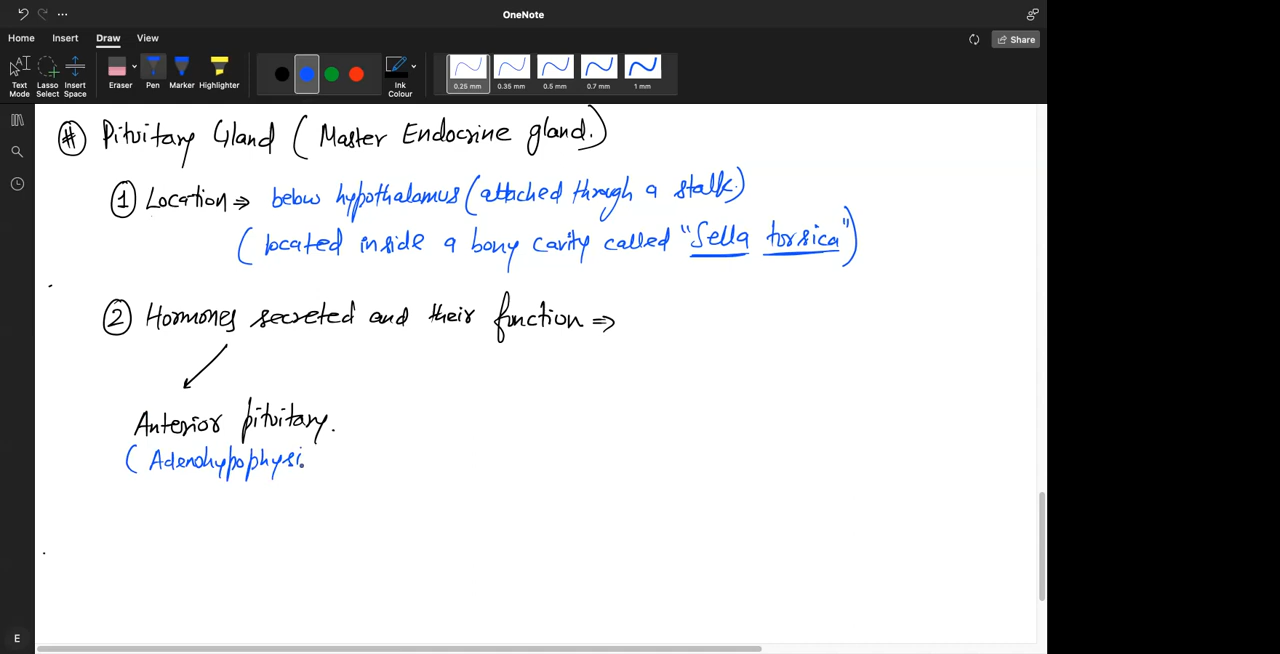 OneNote
Home Insert Draw View
Share
Text Mode Lasso Select Insert Space Eraser Pen Marker Highlighter Ink Colour 0.25 mm 0.35 mm 0.5 mm 0.7 mm 1 mm
# Pituitary Gland ( Master Endocrine gland.)
① Location ⇒ below hypothalamus (attached through a stalk.)
( located inside a bony cavity called "Sella torsica")
② Hormones secreted and their function ⇒
Anterior pituitary.
( Adenohypophysi
E